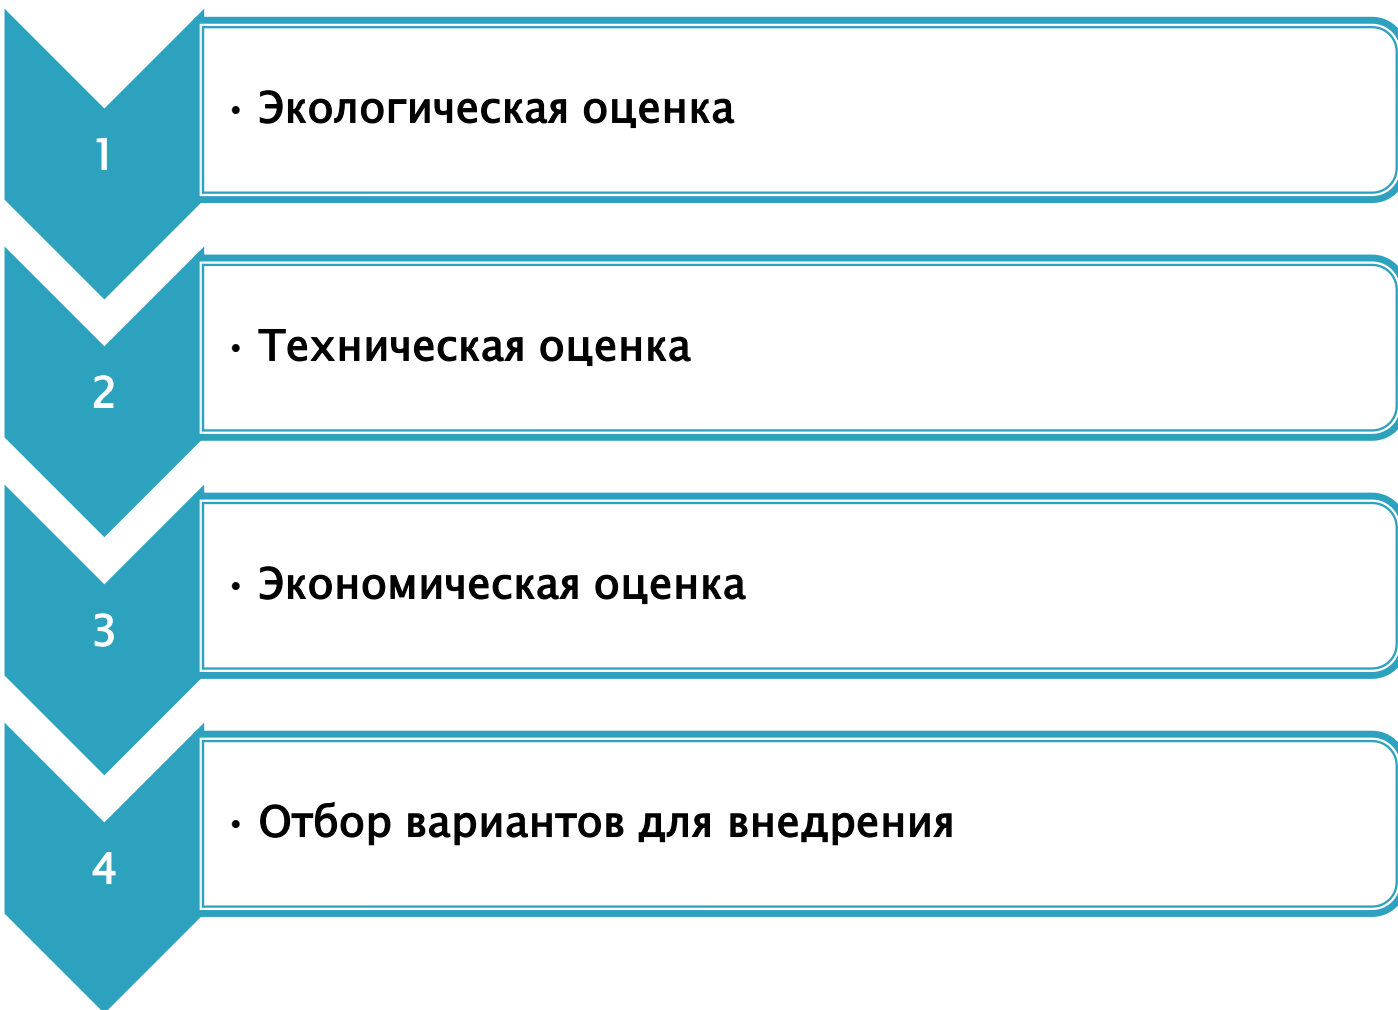 1
• Экологическая оценка
2
• Техническая оценка
3
• Экономическая оценка
4
• Отбор вариантов для внедрения